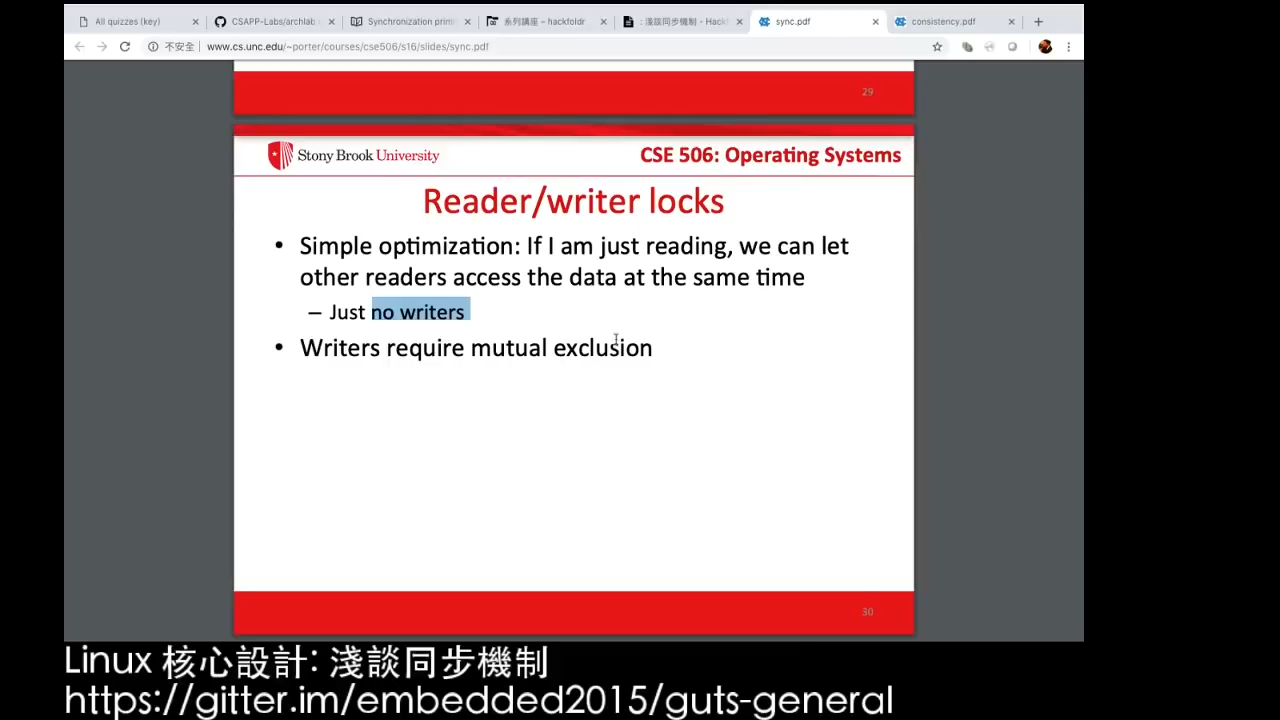 All quizzes (key)
CSAPP-Labs/archlab
Synchronization primi
系列講座 – hackfoldr
: 淺談同步機制 - Hackf
sync.pdf
consistency.pdf
不安全
www.cs.unc.edu/~porter/courses/cse506/s16/slides/sync.pdf
29
Stony Brook University
CSE 506: Operating Systems
Reader/writer locks
• Simple optimization: If I am just reading, we can let
other readers access the data at the same time
– Just no writers
• Writers require mutual exclusion
30
Linux 核心設計: 淺談同步機制
https://gitter.im/embedded2015/guts-general